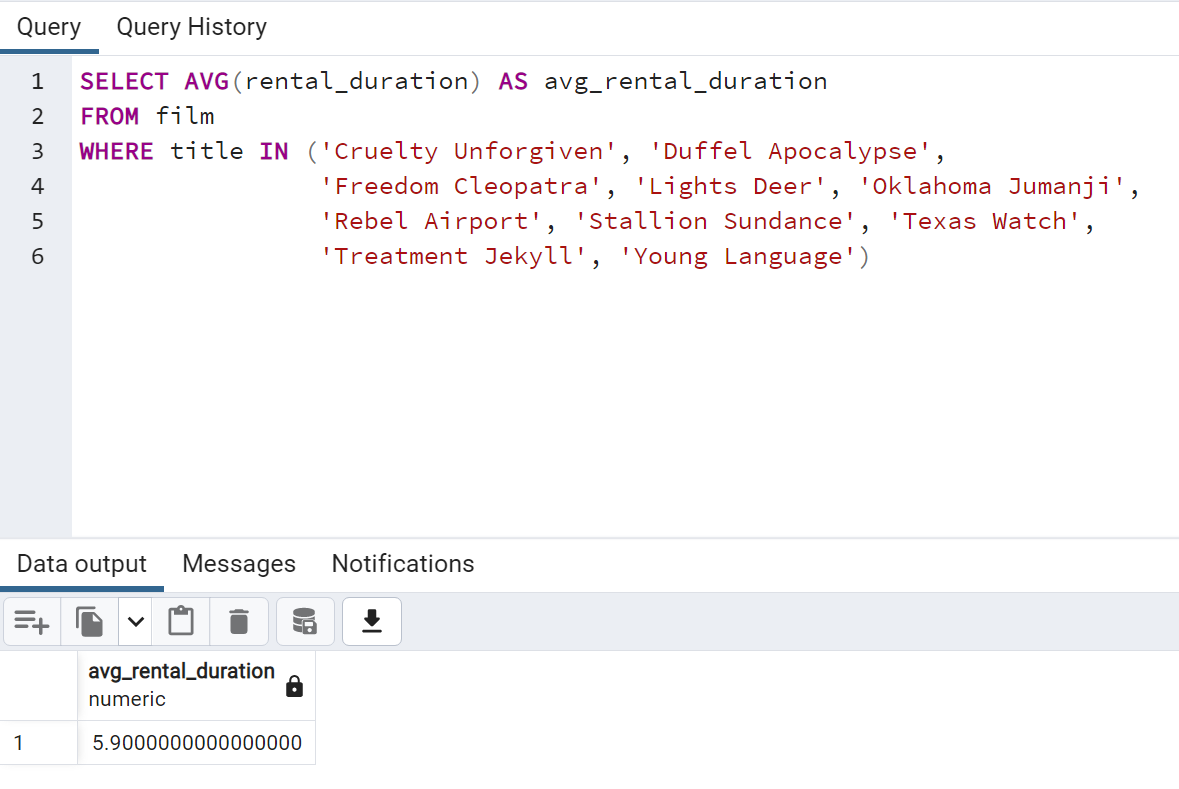 Query Query History
1 SELECT AVG(rental_duration) AS avg_rental_duration
2 FROM film
3 WHERE title IN ('Cruelty Unforgiven', 'Duffel Apocalypse',
4 'Freedom Cleopatra', 'Lights Deer', 'Oklahoma Jumanji',
5 'Rebel Airport', 'Stallion Sundance', 'Texas Watch',
6 'Treatment Jekyll', 'Young Language')
Data output Messages Notifications
avg_rental_duration
numeric
1 5.9000000000000000